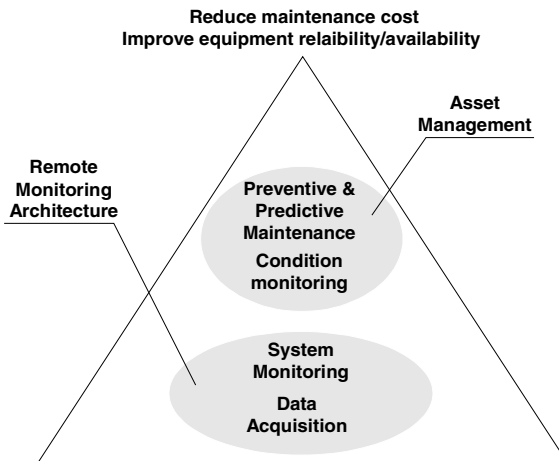 Reduce maintenance cost
Improve equipment relaibility/availability
Asset
Management
Remote
Monitoring
Architecture
Preventive &
Predictive
Maintenance
Condition
monitoring
System
Monitoring
Data
Acquisition